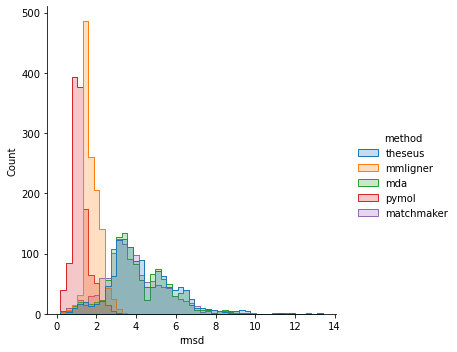 500
400
300
200
100
0
Count
0 2 4 6 8 10 12 14
rmsd
method
theseus
mmligner
mda
pymol
matchmaker